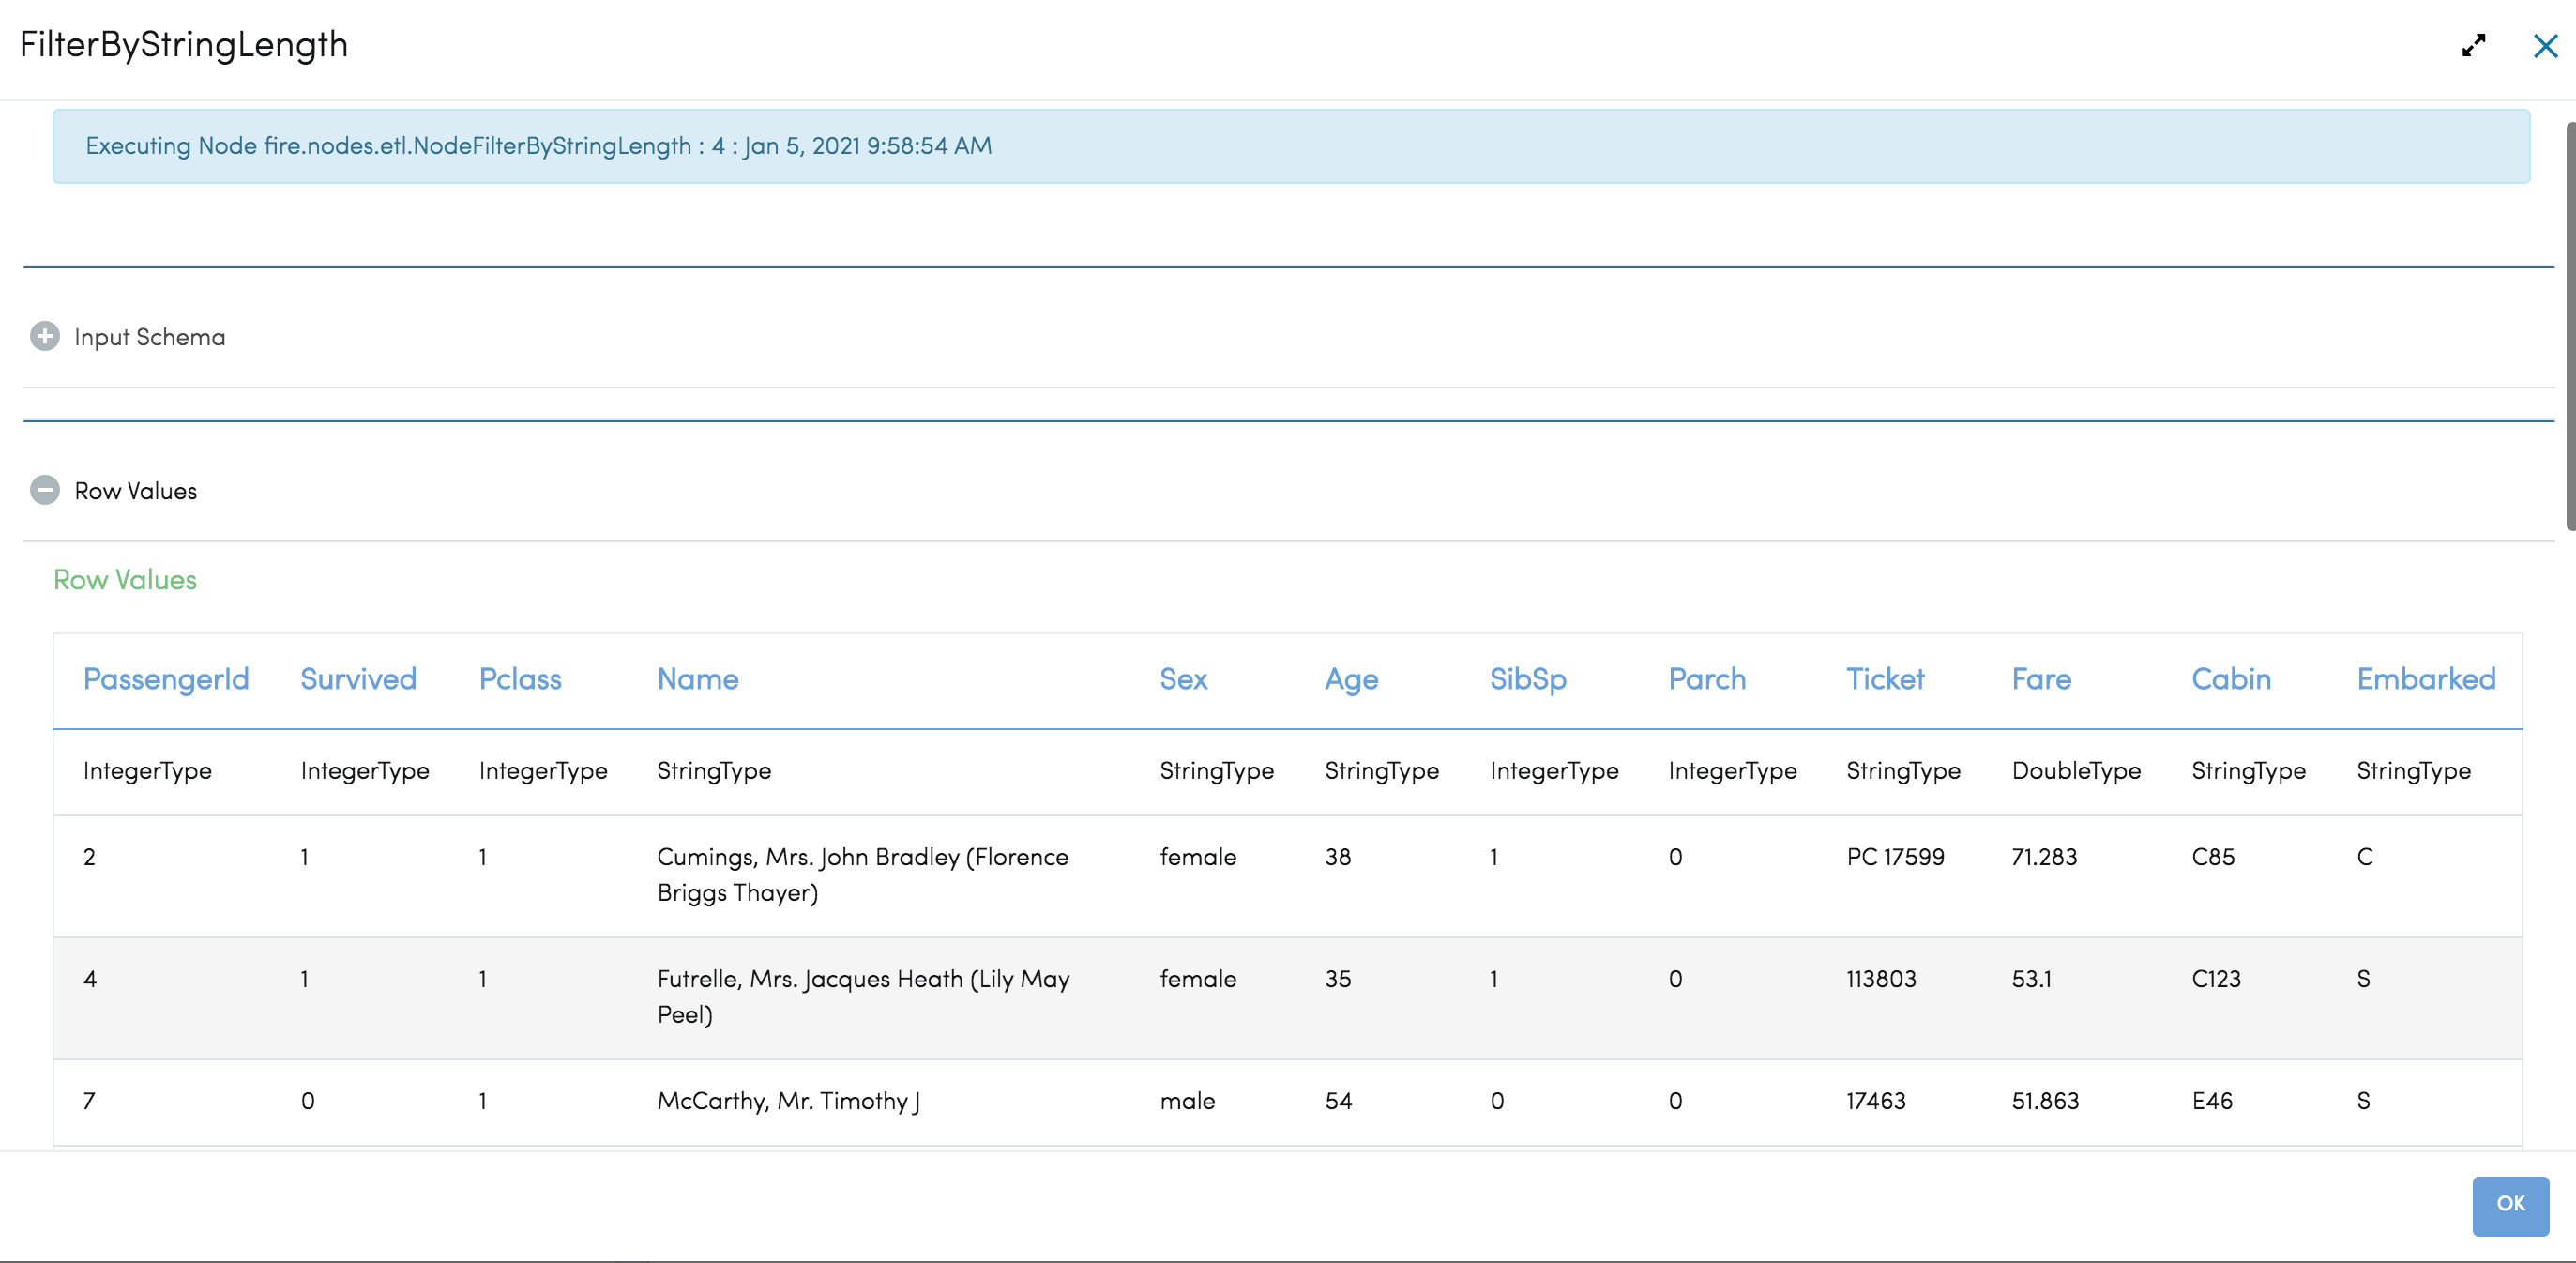 FilterByStringLength
Executing Node fire.nodes.etl.NodeFilterByStringLength : 4 : Jan 5, 2021 9:58:54 AM
Input Schema
Row Values
Row Values
PassengerId Survived Pclass Name Sex Age SibSp Parch Ticket Fare Cabin Embarked
IntegerType IntegerType IntegerType StringType StringType StringType IntegerType IntegerType StringType DoubleType StringType StringType
2 1 1 Cumings, Mrs. John Bradley (Florence female 38 1 0 PC 17599 71.283 C85 C
Briggs Thayer)
4 1 1 Futrelle, Mrs. Jacques Heath (Lily May female 35 1 0 113803 53.1 C123 S
Peel)
7 0 1 McCarthy, Mr. Timothy J male 54 0 0 17463 51.863 E46 S
OK